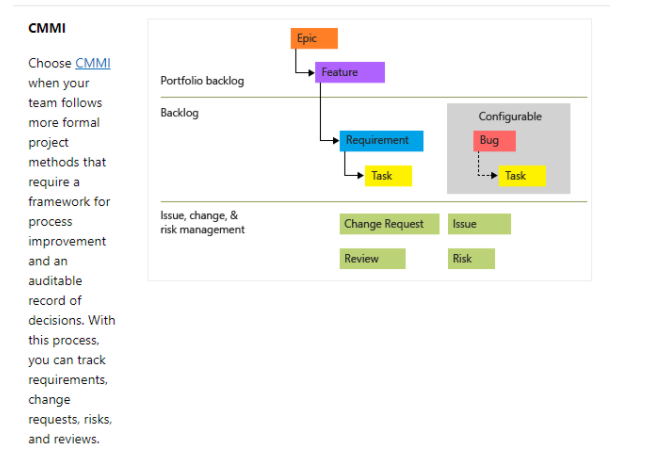 CMMI
Choose CMMI
when your
team follows
more formal
project
methods that
require a
framework for
process
improvement
and an
auditable
record of
decisions. With
this process,
you can track
requirements,
change
requests, risks,
and reviews.
Epic
Feature
Portfolio backlog
Backlog
Configurable
Requirement
Bug
Task
Task
Issue, change, &
risk management
Change Request
Issue
Review
Risk